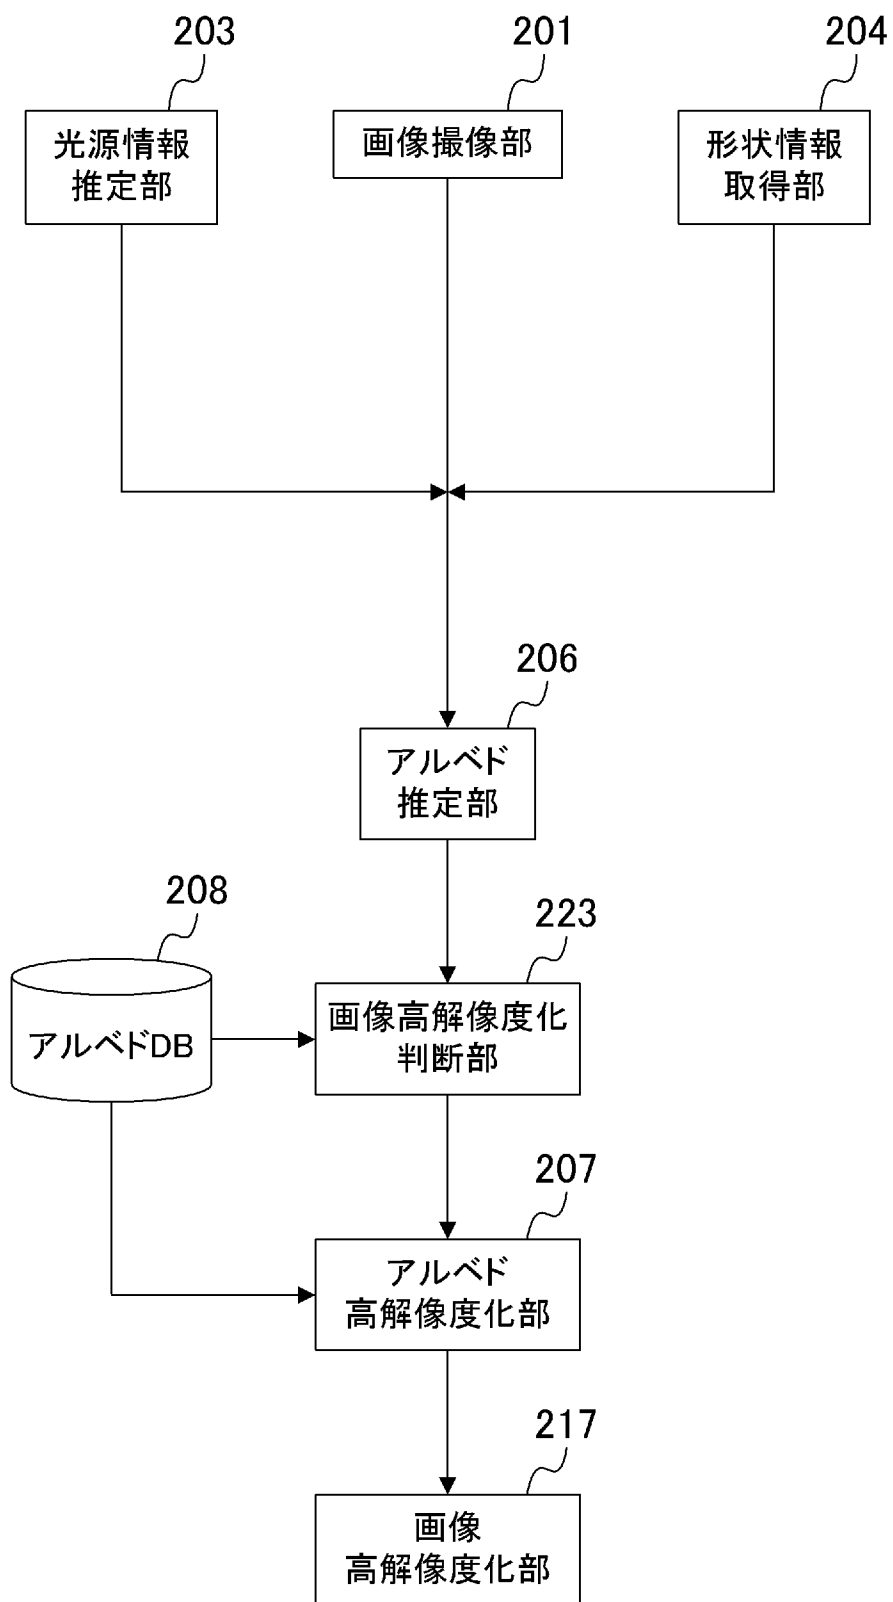 203
201
204
光源情報
推定部
画像撮像部
形状情報
取得部
206
アルベド
推定部
208
223
アルベドDB
画像高解像度化
判断部
207
アルベド
高解像度化部
217
画像
高解像度化部